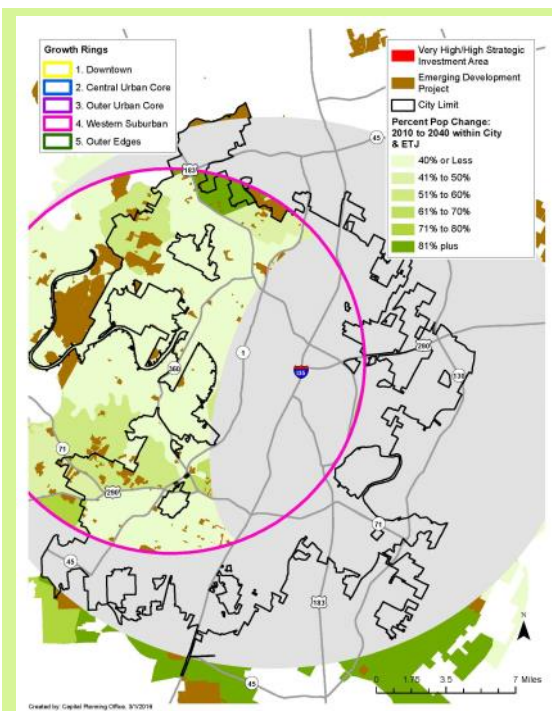 Growth Rings
1. Downtown
2. Central Urban Core
3. Outer Urban Core
4. Western Suburban
5. Outer Edges
Very High/High Strategic
Investment Area
Emerging Development
Project
City Limit
Percent Pop Change:
2010 to 2040 within City
& ETJ
40% or Less
41% to 50%
51% to 60%
61% to 70%
71% to 80%
81% plus
45
183
1
360
35
290
130
71
290
71
45
183
45
N
0 1.75 3.5 7 Miles
Created by: Capital Planning Office, 3/1/2016